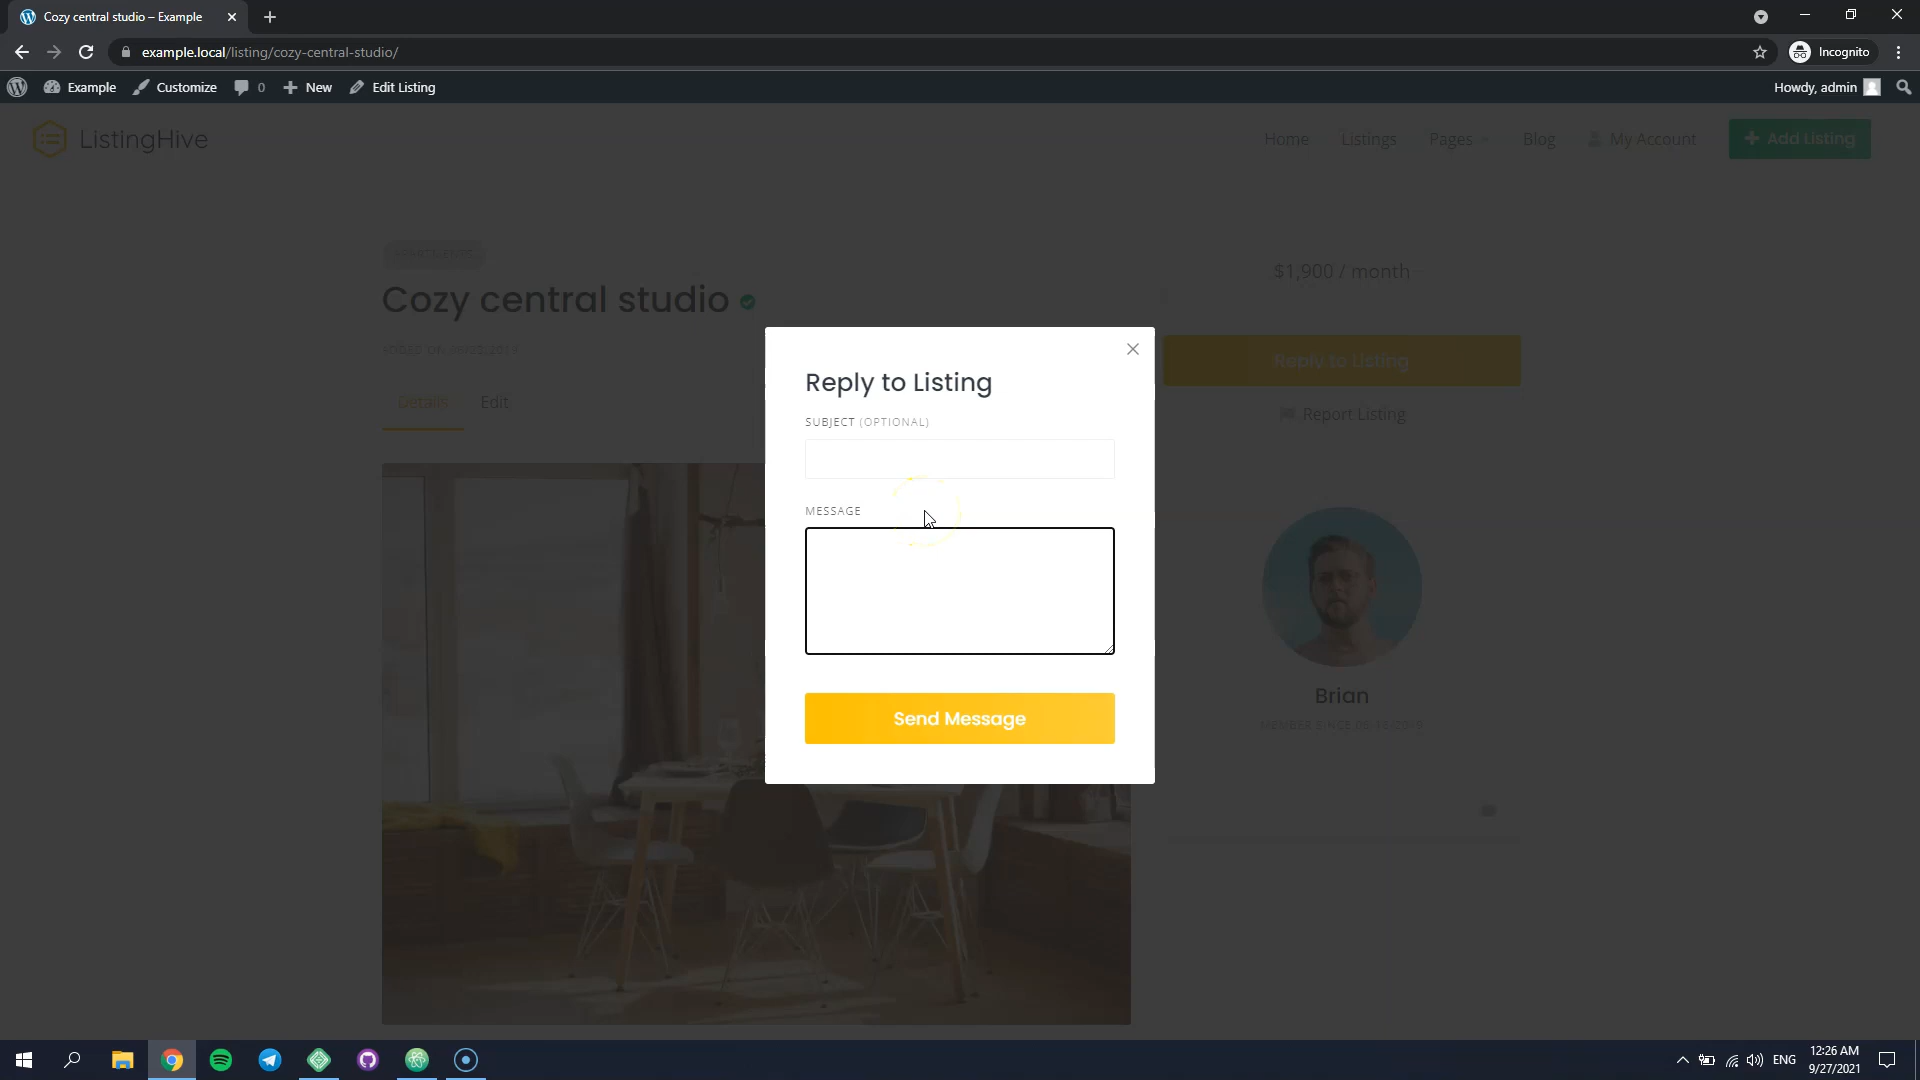 Cozy central studio – Example
example.local/listing/cozy-central-studio/
Incognito
Example
Customize
0
New
Edit Listing
Howdy, admin
ListingHive
Home
Listings
Pages
Blog
My Account
Add Listing
Cozy central studio
$1,900 / month
Reply to Listing
Report Listing
Details
Edit
Reply to Listing
SUBJECT (OPTIONAL)
MESSAGE
Send Message
Brian
ENG
12:26 AM
9/27/2021